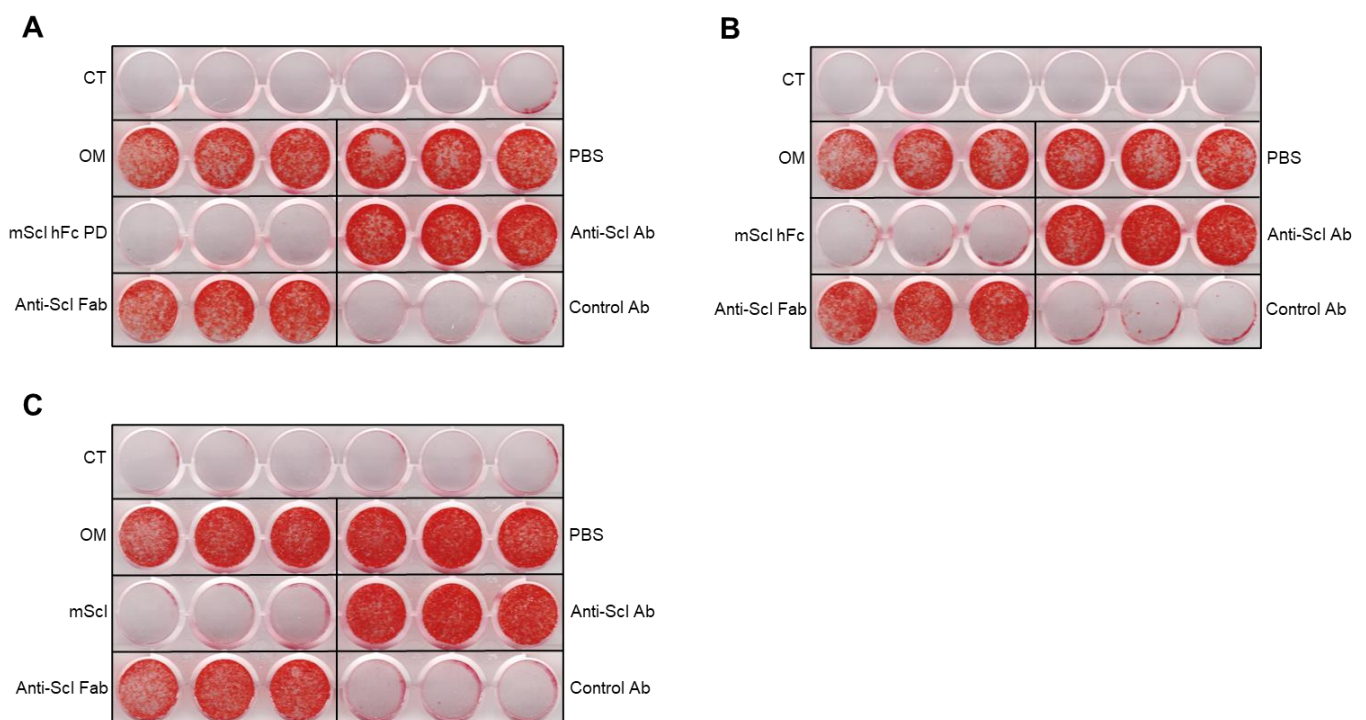 A
CT
OM
PBS
mScl hFc PD
Anti-Scl Ab
Anti-Scl Fab
Control Ab
B
CT
OM
PBS
mScl hFc
Anti-Scl Ab
Anti-Scl Fab
Control Ab
C
CT
OM
PBS
mScl
Anti-Scl Ab
Anti-Scl Fab
Control Ab